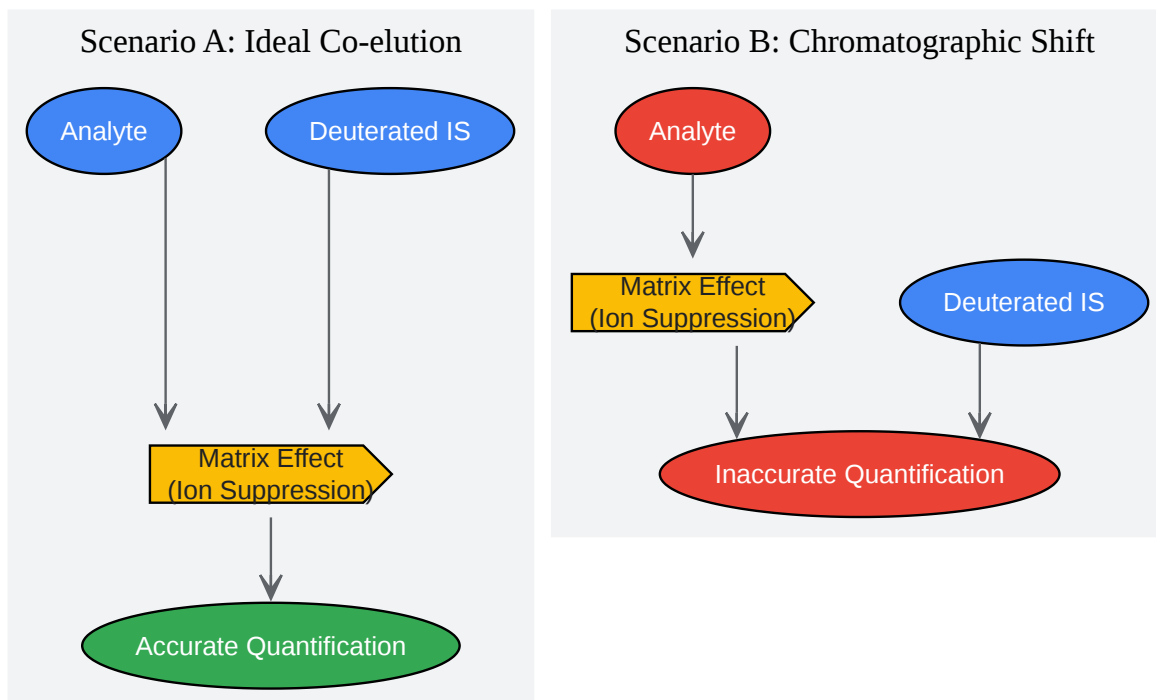 Scenario A: Ideal Co-elution
Analyte
Deuterated IS
Matrix Effect
(Ion Suppression)
Accurate Quantification
Scenario B: Chromatographic Shift
Analyte
Matrix Effect
(Ion Suppression)
Deuterated IS
Inaccurate Quantification